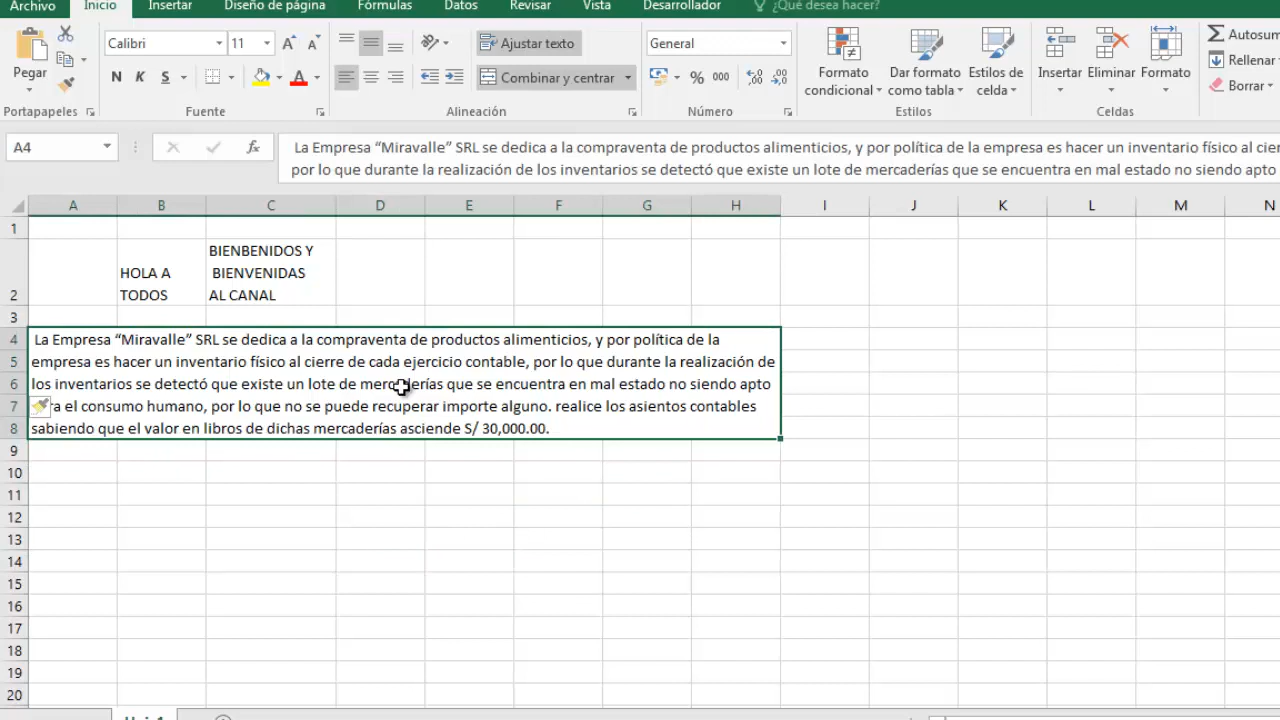 Archivo Inicio Insertar Diseño de página Fórmulas Datos Revisar Vista Desarrollador ¿Qué desea hacer?
Pegar
Calibri 11
N K S
Ajustar texto
Combinar y centrar
General
% 000
Formato condicional
Dar formato como tabla
Estilos de celda
Insertar Eliminar Formato
Autosum
Rellenar
Borrar
Portapapeles Fuente Alineación Número Estilos Celdas
A4 fx La Empresa “Miravalle” SRL se dedica a la compraventa de productos alimenticios, y por política de la empresa es hacer un inventario físico al cier
por lo que durante la realización de los inventarios se detectó que existe un lote de mercaderías que se encuentra en mal estado no siendo apto
A B C D E F G H I J K L M N
1
BIENBENIDOS Y
HOLA A BIENVENIDAS
2 TODOS AL CANAL
3
4 La Empresa “Miravalle” SRL se dedica a la compraventa de productos alimenticios, y por política de la
5 empresa es hacer un inventario físico al cierre de cada ejercicio contable, por lo que durante la realización de
6 los inventarios se detectó que existe un lote de mercaderías que se encuentra en mal estado no siendo apto
7 ra el consumo humano, por lo que no se puede recuperar importe alguno. realice los asientos contables
8 sabiendo que el valor en libros de dichas mercaderías asciende S/ 30,000.00.
9
10
11
12
13
14
15
16
17
18
19
20